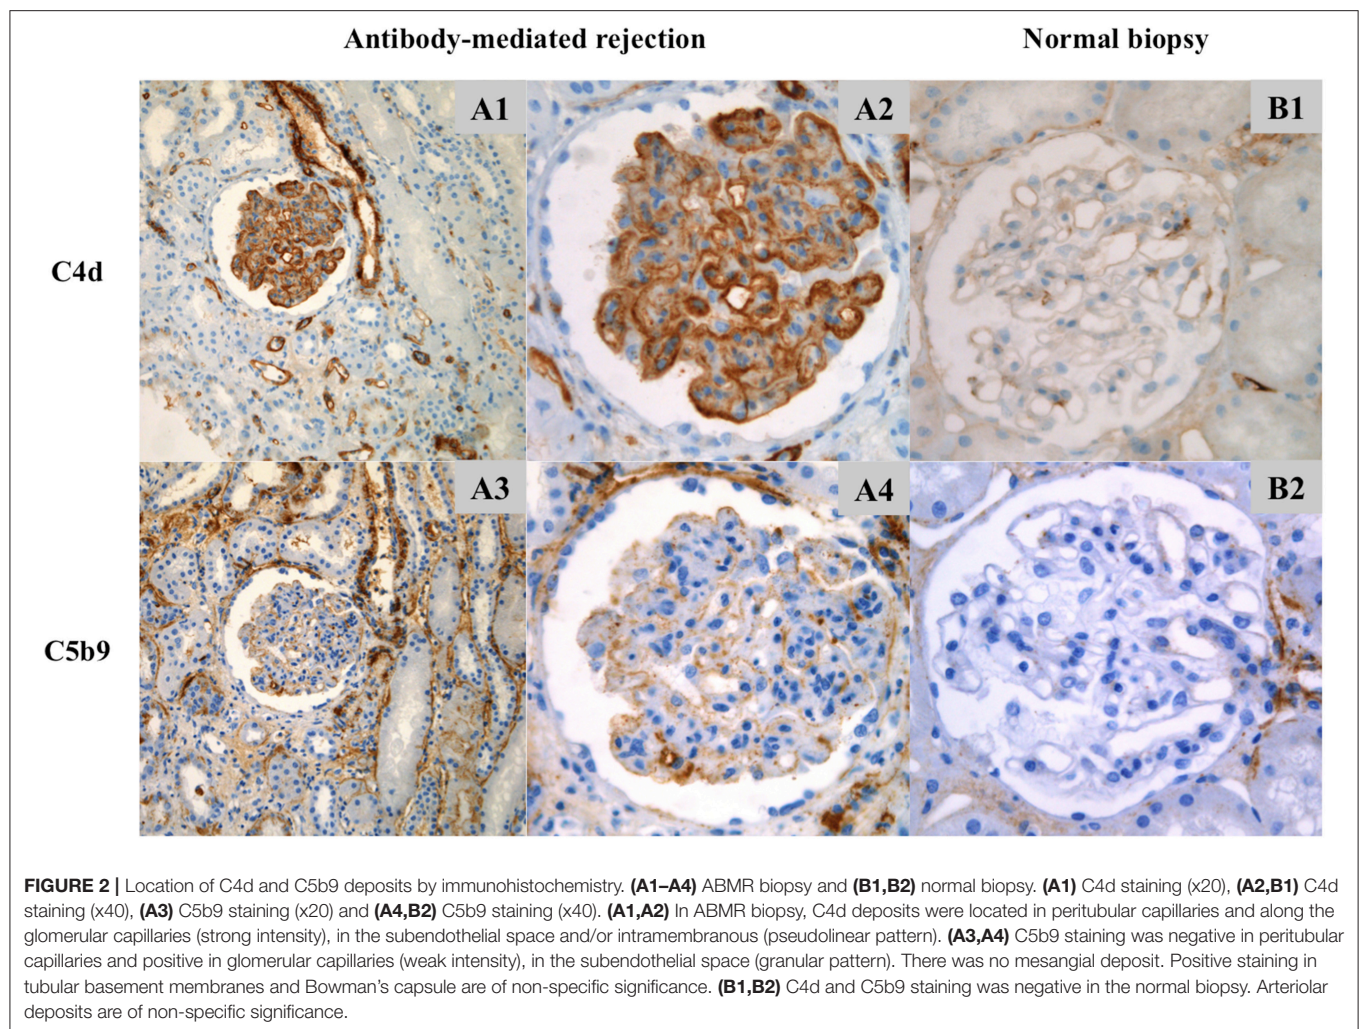 Antibody-mediated rejection
Normal biopsy
A1
A2
B1
C4d
A3
A4
B2
C5b9
FIGURE 2 | Location of C4d and C5b9 deposits by immunohistochemistry. (A1–A4) ABMR biopsy and (B1,B2) normal biopsy. (A1) C4d staining (x20), (A2,B1) C4d
staining (x40), (A3) C5b9 staining (x20) and (A4,B2) C5b9 staining (x40). (A1,A2) In ABMR biopsy, C4d deposits were located in peritubular capillaries and along the
glomerular capillaries (strong intensity), in the subendothelial space and/or intramembranous (pseudolinear pattern). (A3,A4) C5b9 staining was negative in peritubular
capillaries and positive in glomerular capillaries (weak intensity), in the subendothelial space (granular pattern). There was no mesangial deposit. Positive staining in
tubular basement membranes and Bowman’s capsule are of non-specific significance. (B1,B2) C4d and C5b9 staining was negative in the normal biopsy. Arteriolar
deposits are of non-specific significance.